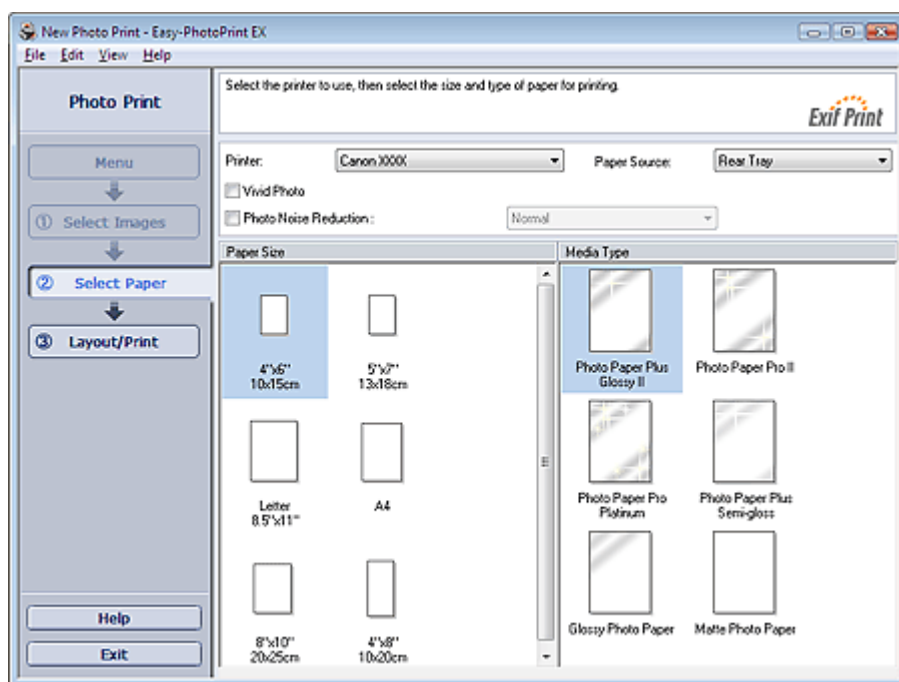 New Photo Print - Easy-PhotoPrint EX
File Edit View Help
Photo Print
Select the printer to use, then select the size and type of paper for printing.
Exif Print
Menu
① Select Images
② Select Paper
③ Layout/Print
Help
Exit
Printer: Canon XXXX Paper Source: Rear Tray
Vivid Photo
Photo Noise Reduction : Normal
Paper Size
4"x6"
10x15cm
5"x7"
13x18cm
Letter
8.5"x11"
A4
8"x10"
20x25cm
4"x8"
10x20cm
Media Type
Photo Paper Plus
Glossy II
Photo Paper Pro II
Photo Paper Pro
Platinum
Photo Paper Plus
Semi-gloss
Glossy Photo Paper
Matte Photo Paper